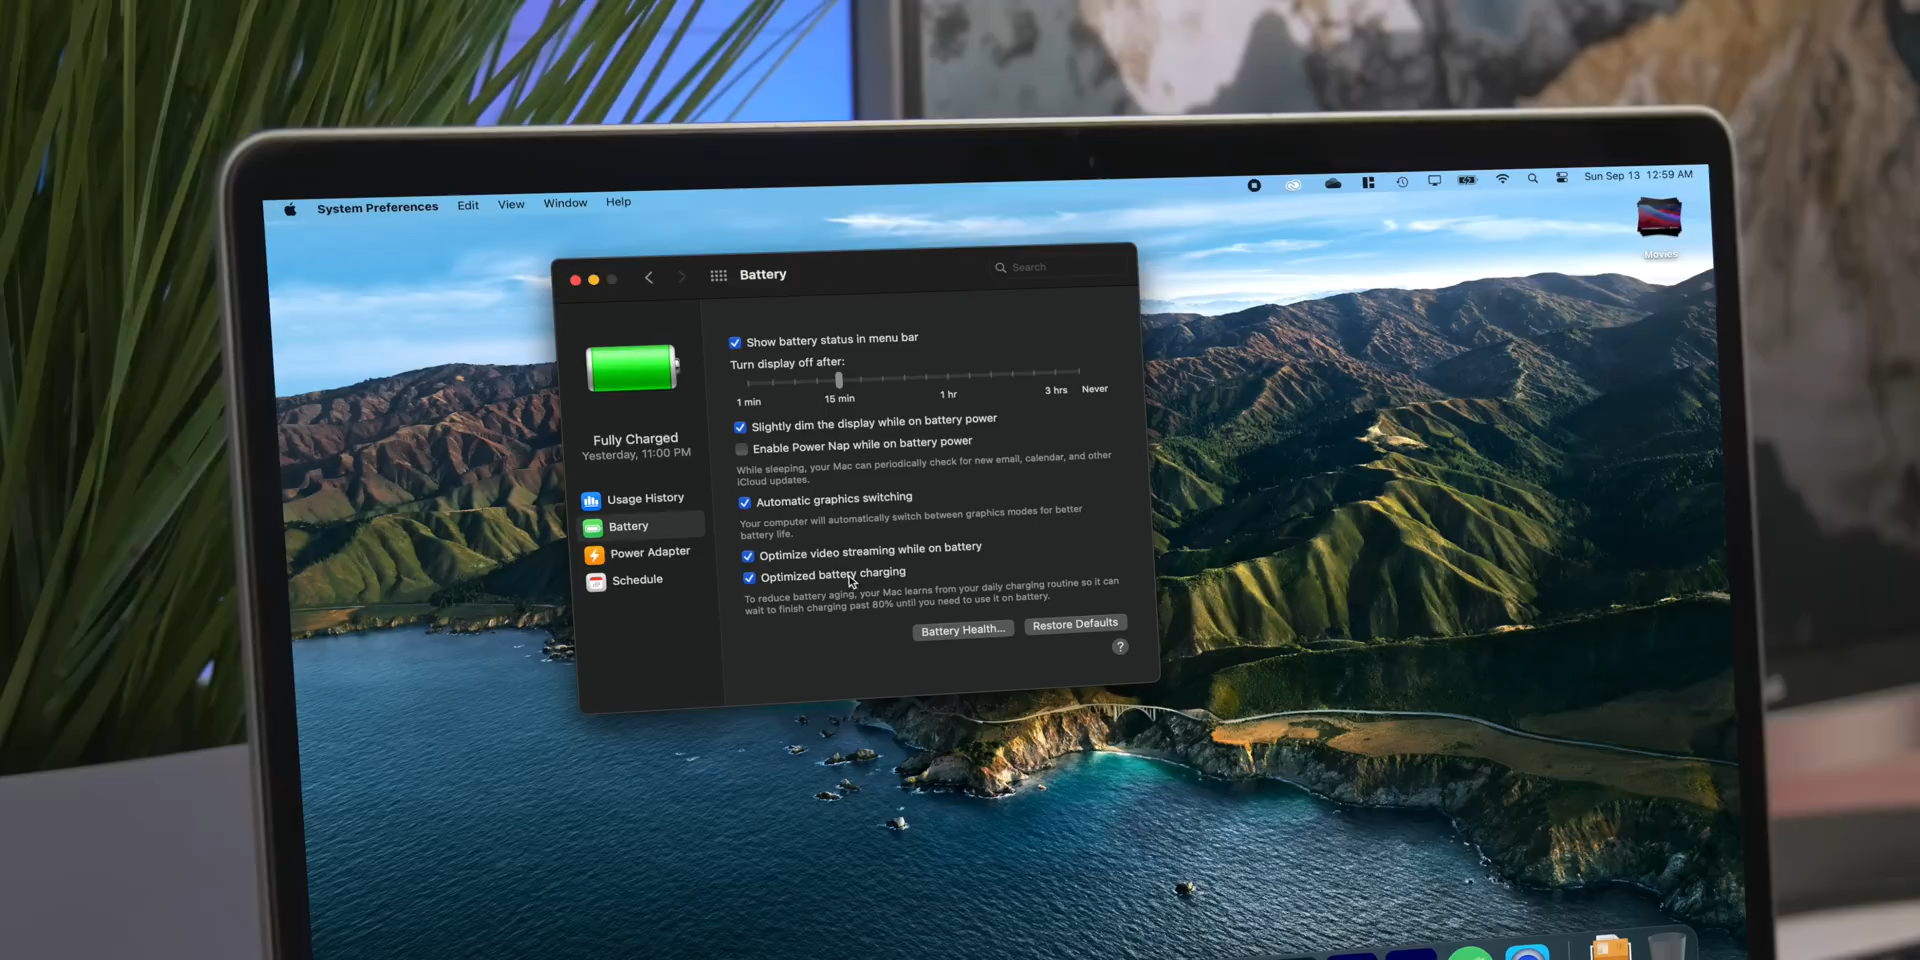 System Preferences Edit View Window Help
Sun Sep 13 12:59 AM
Movies
Battery
Search
Show battery status in menu bar
Turn display off after:
1 min 15 min 1 hr 3 hrs Never
Slightly dim the display while on battery power
Enable Power Nap while on battery power
While sleeping, your Mac can periodically check for new email, calendar, and other
iCloud updates.
Automatic graphics switching
Your computer will automatically switch between graphics modes for better
battery life.
Optimize video streaming while on battery
Optimized battery charging
To reduce battery aging, your Mac learns from your daily charging routine so it can
wait to finish charging past 80% until you need to use it on battery.
Battery Health... Restore Defaults
?
Fully Charged
Yesterday, 11:00 PM
Usage History
Battery
Power Adapter
Schedule